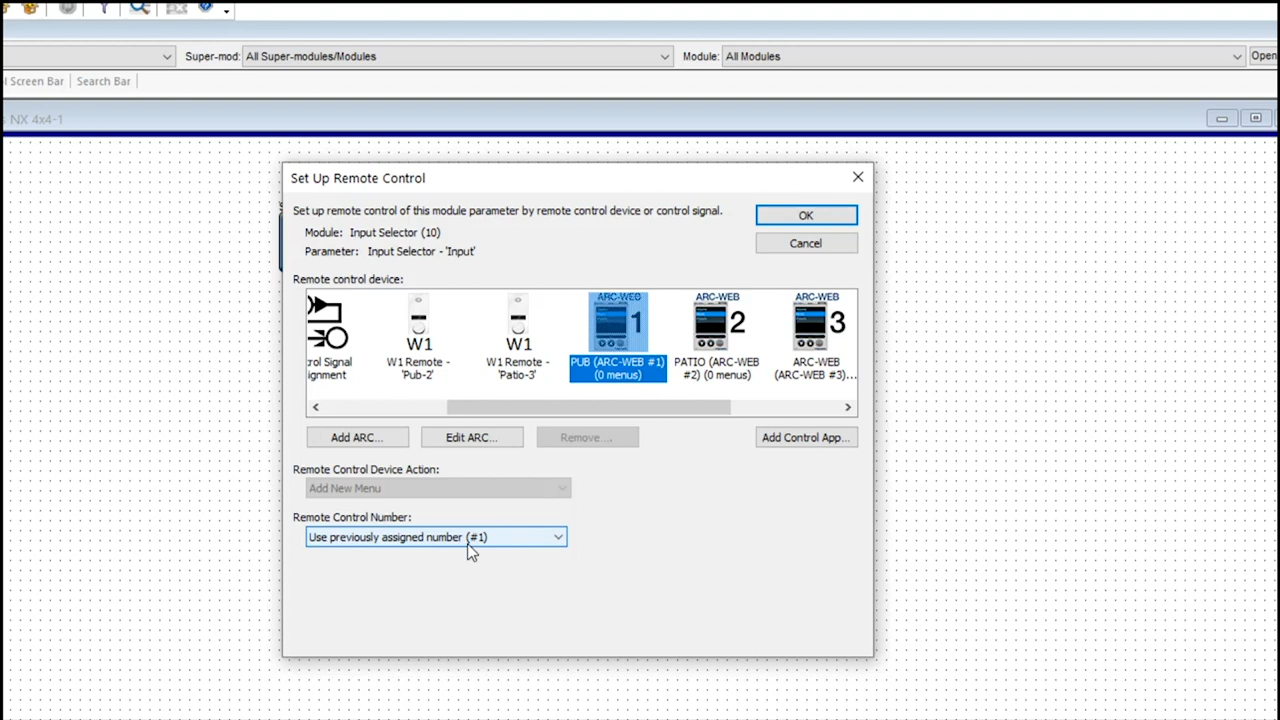 Super-mod:
All Super-modules/Modules
Module:
All Modules
Open
l Screen Bar
Search Bar
s NX 4x4-1
Set Up Remote Control
Set up remote control of this module parameter by remote control device or control signal.
Module: Input Selector (10)
Parameter: Input Selector - 'Input'
OK
Cancel
Remote control device:
rol Signal
ignment
W1
W1 Remote -
'Pub-2'
W1
W1 Remote -
'Patio-3'
ARC-WEB
1
PUB (ARC-WEB #1)
(0 menus)
ARC-WEB
2
PATIO (ARC-WEB
#2) (0 menus)
ARC-WEB
3
ARC-WEB
(ARC-WEB #3)...
Add ARC...
Edit ARC...
Remove...
Add Control App...
Remote Control Device Action:
Add New Menu
Remote Control Number:
Use previously assigned number (#1)